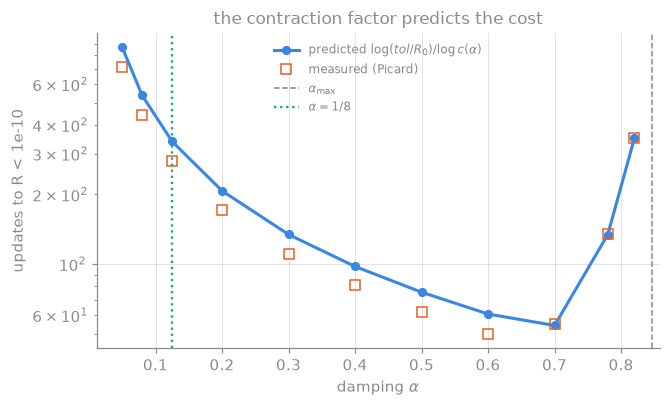 the contraction factor predicts the cost
predicted log(tol/R₀)/log c(α)
measured (Picard)
α_max
α = 1/8
updates to R < 1e-10
6 × 10²
4 × 10²
3 × 10²
2 × 10²
10²
6 × 10¹
0.1 0.2 0.3 0.4 0.5 0.6 0.7 0.8
damping α